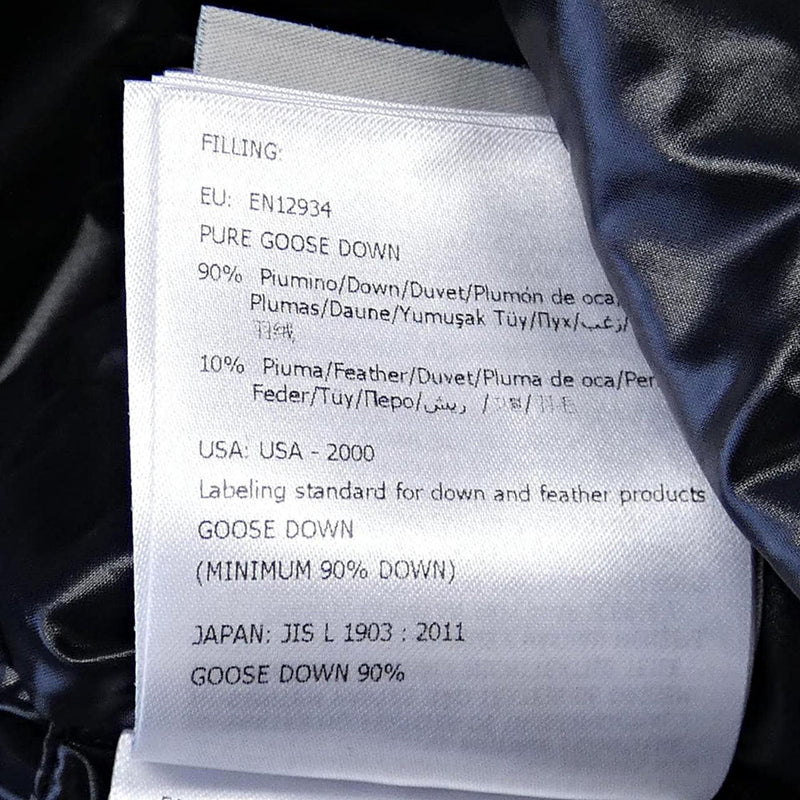 FILLING:
EU: EN12934
PURE GOOSE DOWN
90% Piumino/Down/Duvet/Plumón de oca,
Plumas/Daune/Yumuşak Tüy/Пух/زغب/
10% Piuma/Feather/Duvet/Pluma de oca/Per
Feder/Tüy/Перо/ريش /
USA: USA - 2000
Labeling standard for down and feather products
GOOSE DOWN
(MINIMUM 90% DOWN)
JAPAN: JIS L 1903 : 2011
GOOSE DOWN 90%